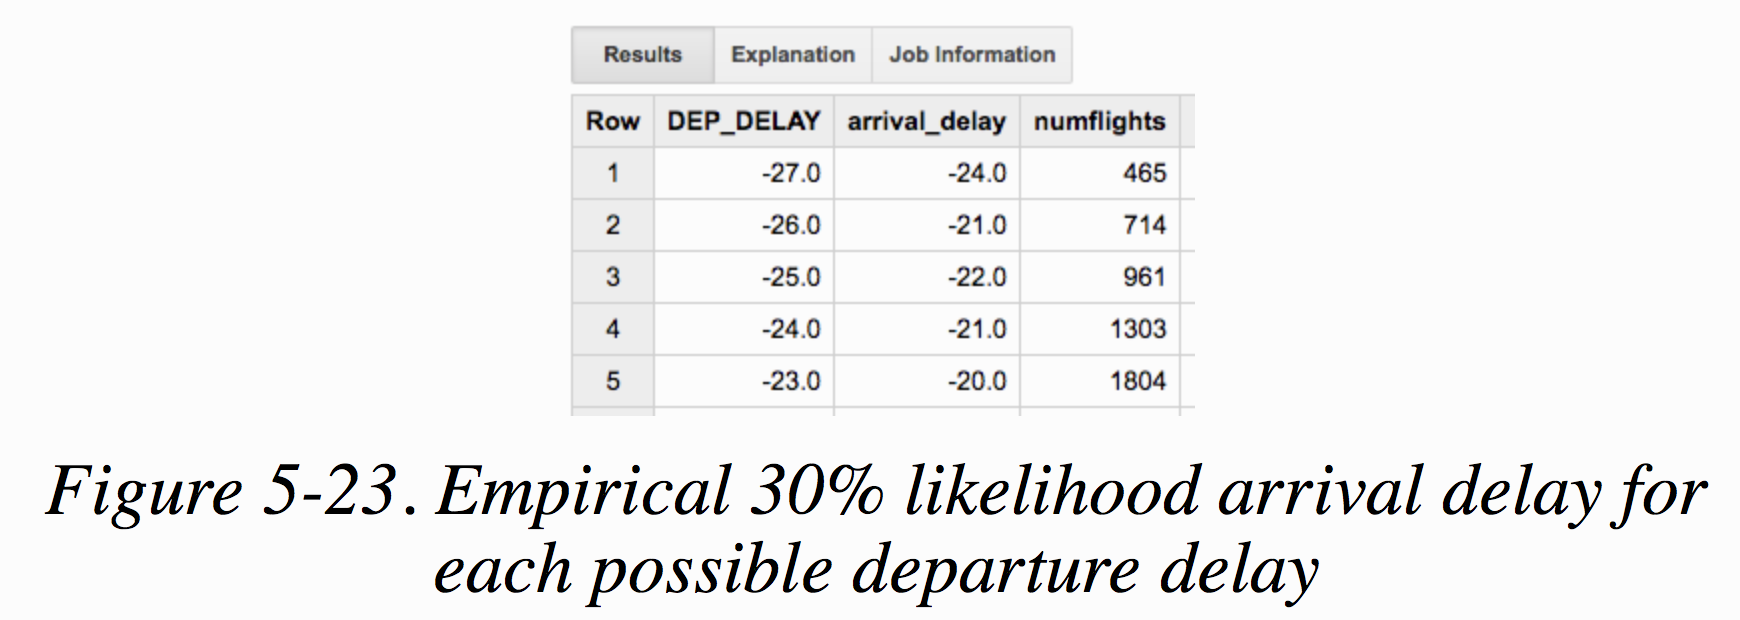 Results Explanation Job Information
Row DEP_DELAY arrival_delay numflights
1 -27.0 -24.0 465
2 -26.0 -21.0 714
3 -25.0 -22.0 961
4 -24.0 -21.0 1303
5 -23.0 -20.0 1804
Figure 5-23. Empirical 30% likelihood arrival delay for
each possible departure delay